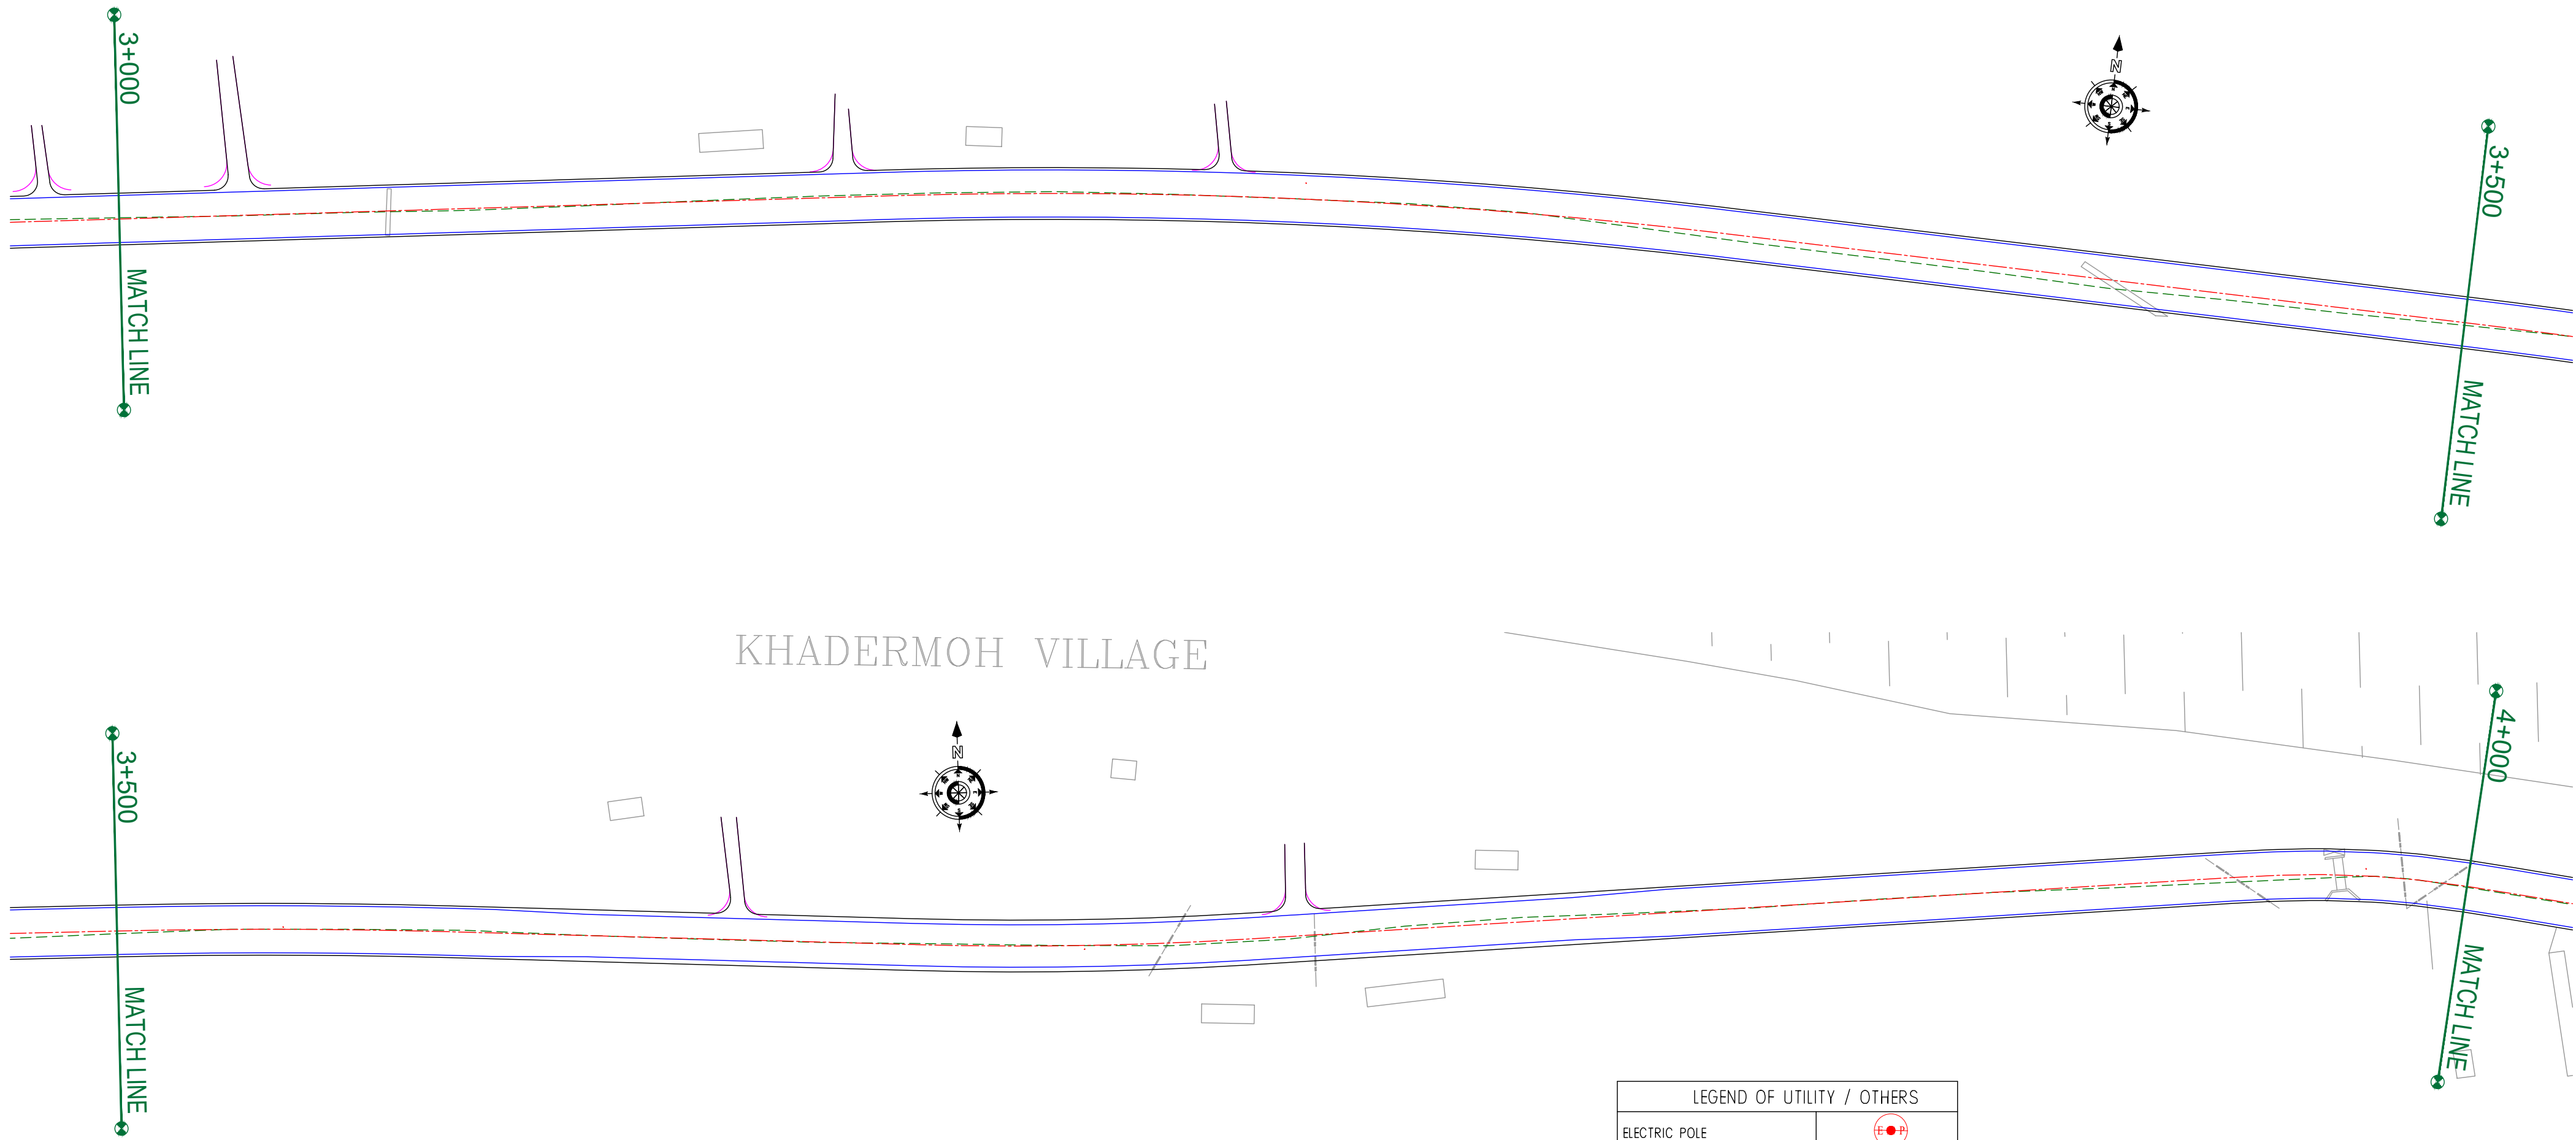 3+000
MATCH LINE
N
3+500
MATCH LINE
KHADERMOH VILLAGE
3+500
MATCH LINE
N
4+000
MATCH LINE
LEGEND OF UTILITY / OTHERS
ELECTRIC POLE
E P